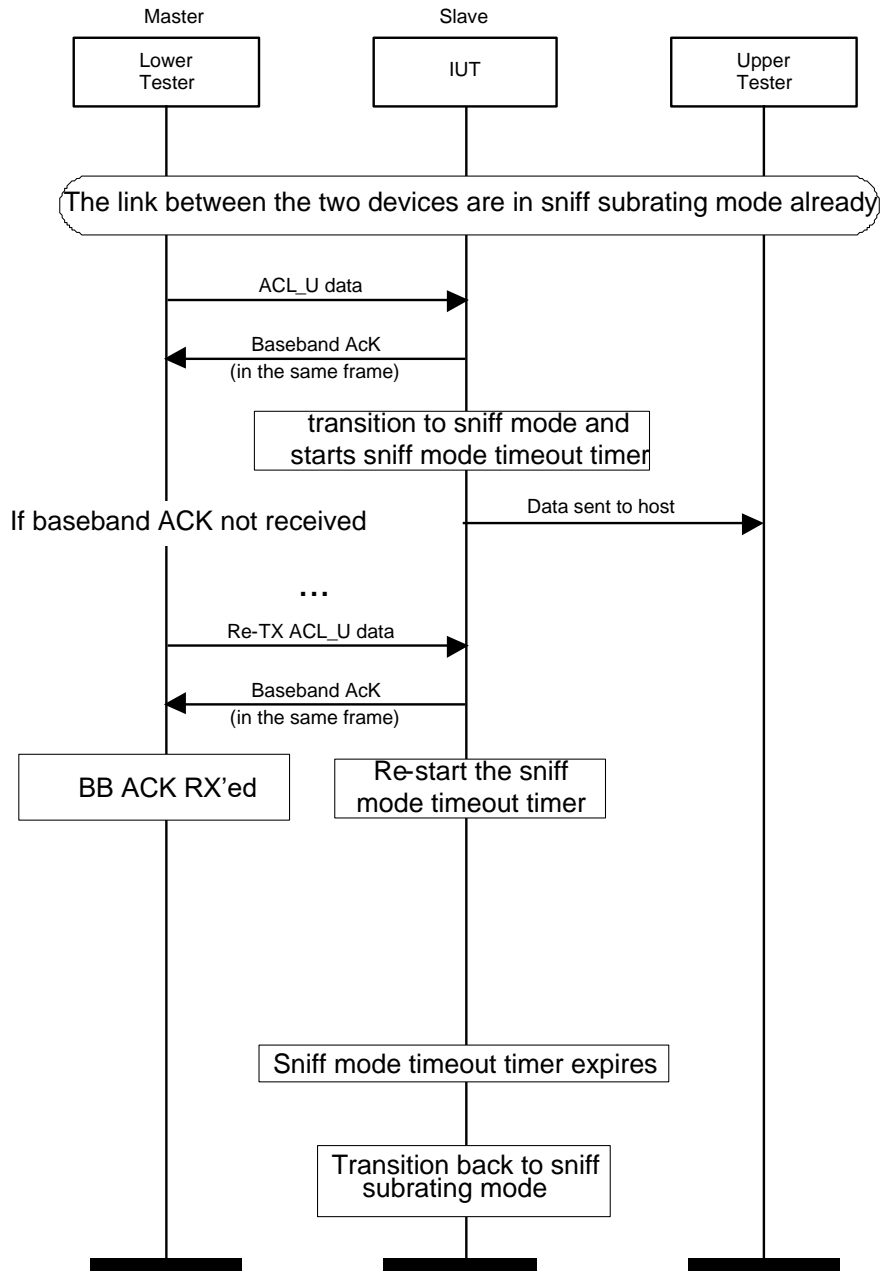 Master
Slave
Lower
Tester
IUT
Upper
Tester
The link between the two devices are in sniff subrating mode already
ACL_U data
Baseband AcK
(in the same frame)
transition to sniff mode and
starts sniff mode timeout timer
If baseband ACK not received
Data sent to host
...
Re-TX ACL_U data
Baseband AcK
(in the same frame)
BB ACK RX'ed
Re-start the sniff
mode timeout timer
Sniff mode timeout timer expires
Transition back to sniff
subrating mode